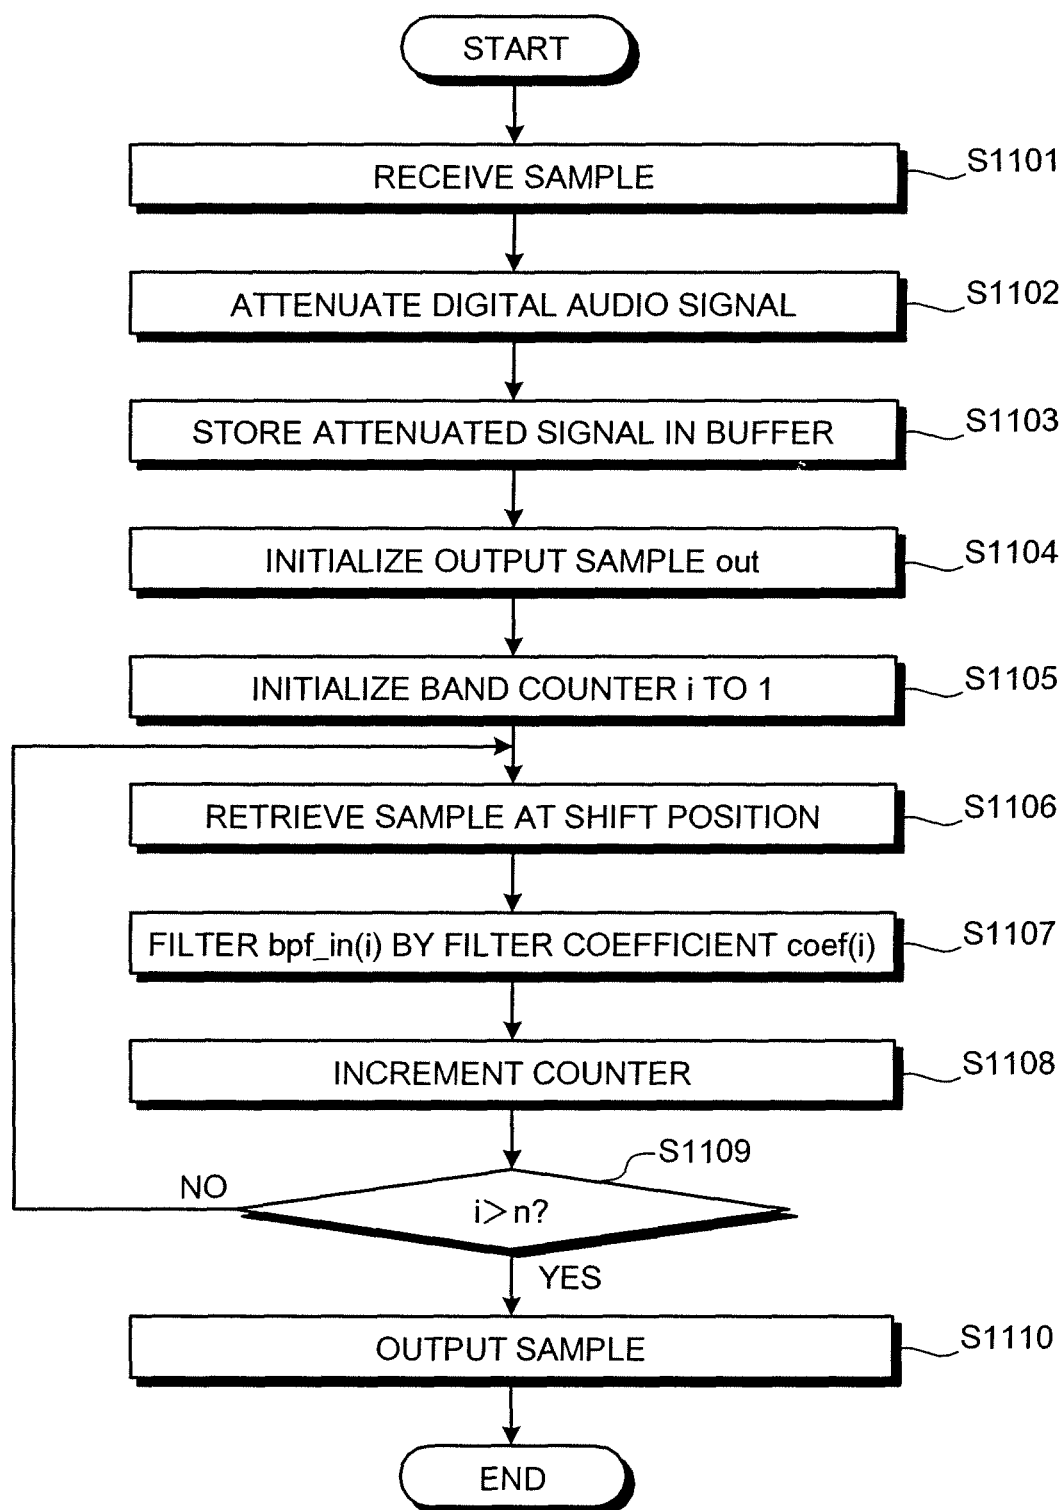 START
RECEIVE SAMPLE
S1101
ATTENUATE DIGITAL AUDIO SIGNAL
S1102
STORE ATTENUATED SIGNAL IN BUFFER
S1103
INITIALIZE OUTPUT SAMPLE out
S1104
INITIALIZE BAND COUNTER i TO 1
S1105
RETRIEVE SAMPLE AT SHIFT POSITION
S1106
FILTER bpf_in(i) BY FILTER COEFFICIENT coef(i)
S1107
INCREMENT COUNTER
S1108
S1109
NO
i>n?
YES
OUTPUT SAMPLE
S1110
END